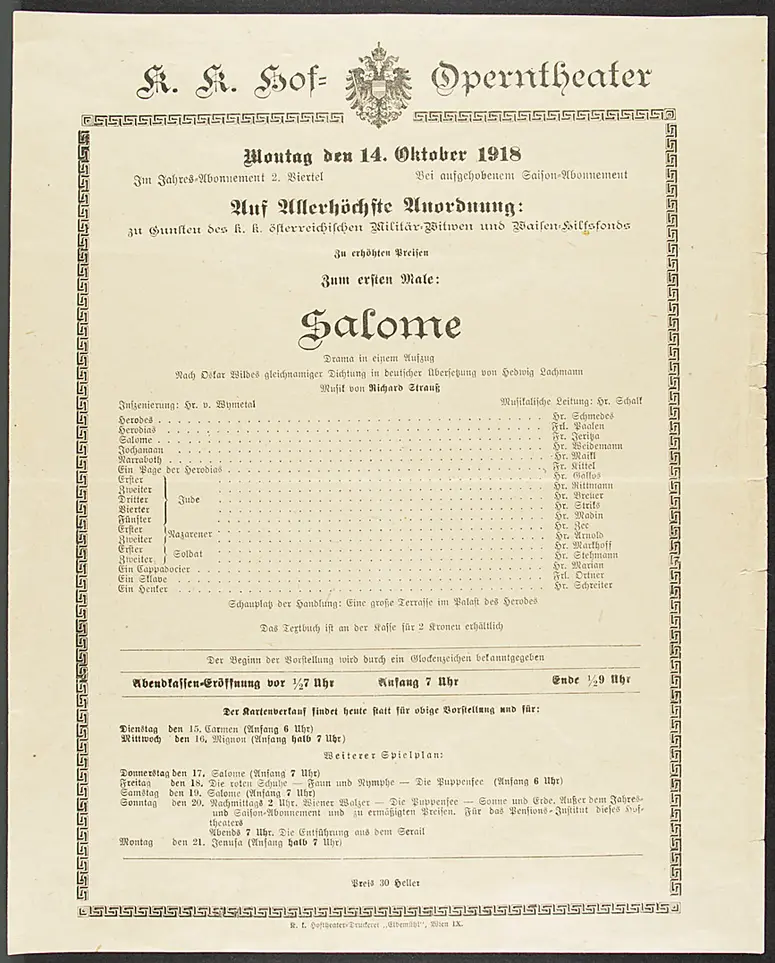 K. K. Hof- Operntheater
Montag den 14. Oktober 1918
Im Jahres-Abonnement 2. Viertel Bei aufgehobenem Saison-Abonnement
Auf Allerhöchste Anordnung:
zu Gunsten des k. k. österreichischen Militär-Witwen und Waisen-Hilfsfonds
Zu erhöhten Preisen
Zum ersten Male:
Salome
Drama in einem Aufzug
Nach Oskar Wildes gleichnamiger Dichtung in deutscher Übersetzung von Hedwig Lachmann
Musik von Richard Strauß
Inszenierung: Hr. v. Wymetal Musikalische Leitung: Hr. Schalk
Herodes Hr. Schmedes
Herodias Frl. Paalen
Salome Fr. Jeritza
Jochanaan Hr. Weidemann
Narraboth Hr. Maikl
Ein Page der Herodias Fr. Kittel
Erster Jude Hr. Gallos
Zweiter Hr. Rittmann
Dritter Hr. Breuer
Vierter Hr. Striks
Fünfter Hr. Madin
Erster Nazarener Hr. Zec
Zweiter Hr. Arnold
Erster Soldat Hr. Markhoff
Zweiter Hr. Stehmann
Ein Cappadocier Hr. Marian
Ein Sklave Frl. Ortner
Ein Henker Hr. Schreiter
Schauplatz der Handlung: Eine große Terrasse im Palast des Herodes
Das Textbuch ist an der Kasse für 2 Kronen erhältlich
Der Beginn der Vorstellung wird durch ein Glockenzeichen bekanntgegeben
Abendkassen-Eröffnung vor ½7 Uhr Anfang 7 Uhr Ende ½9 Uhr
Der Kartenverkauf findet heute statt für obige Vorstellung und für:
Dienstag den 15. Carmen (Anfang 6 Uhr)
Mittwoch den 16. Mignon (Anfang halb 7 Uhr)
Weiterer Spielplan:
Donnerstag den 17. Salome (Anfang 7 Uhr)
Freitag den 18. Die roten Schuhe — Faun und Nymphe — Die Puppenfee (Anfang 6 Uhr)
Samstag den 19. Salome (Anfang 7 Uhr)
Sonntag den 20. Nachmittags 2 Uhr. Wiener Walzer — Die Puppenfee — Sonne und Erde. Außer dem Jahres-
und Saison-Abonnement und zu ermäßigten Preisen. Für das Pensions-Institut dieses Hof-
theaters
Abends 7 Uhr. Die Entführung aus dem Serail
Montag den 21. Jenufa (Anfang halb 7 Uhr)
Preis 30 Heller
K. k. Hoftheater-Druckerei „Elbemühl", Wien IX.